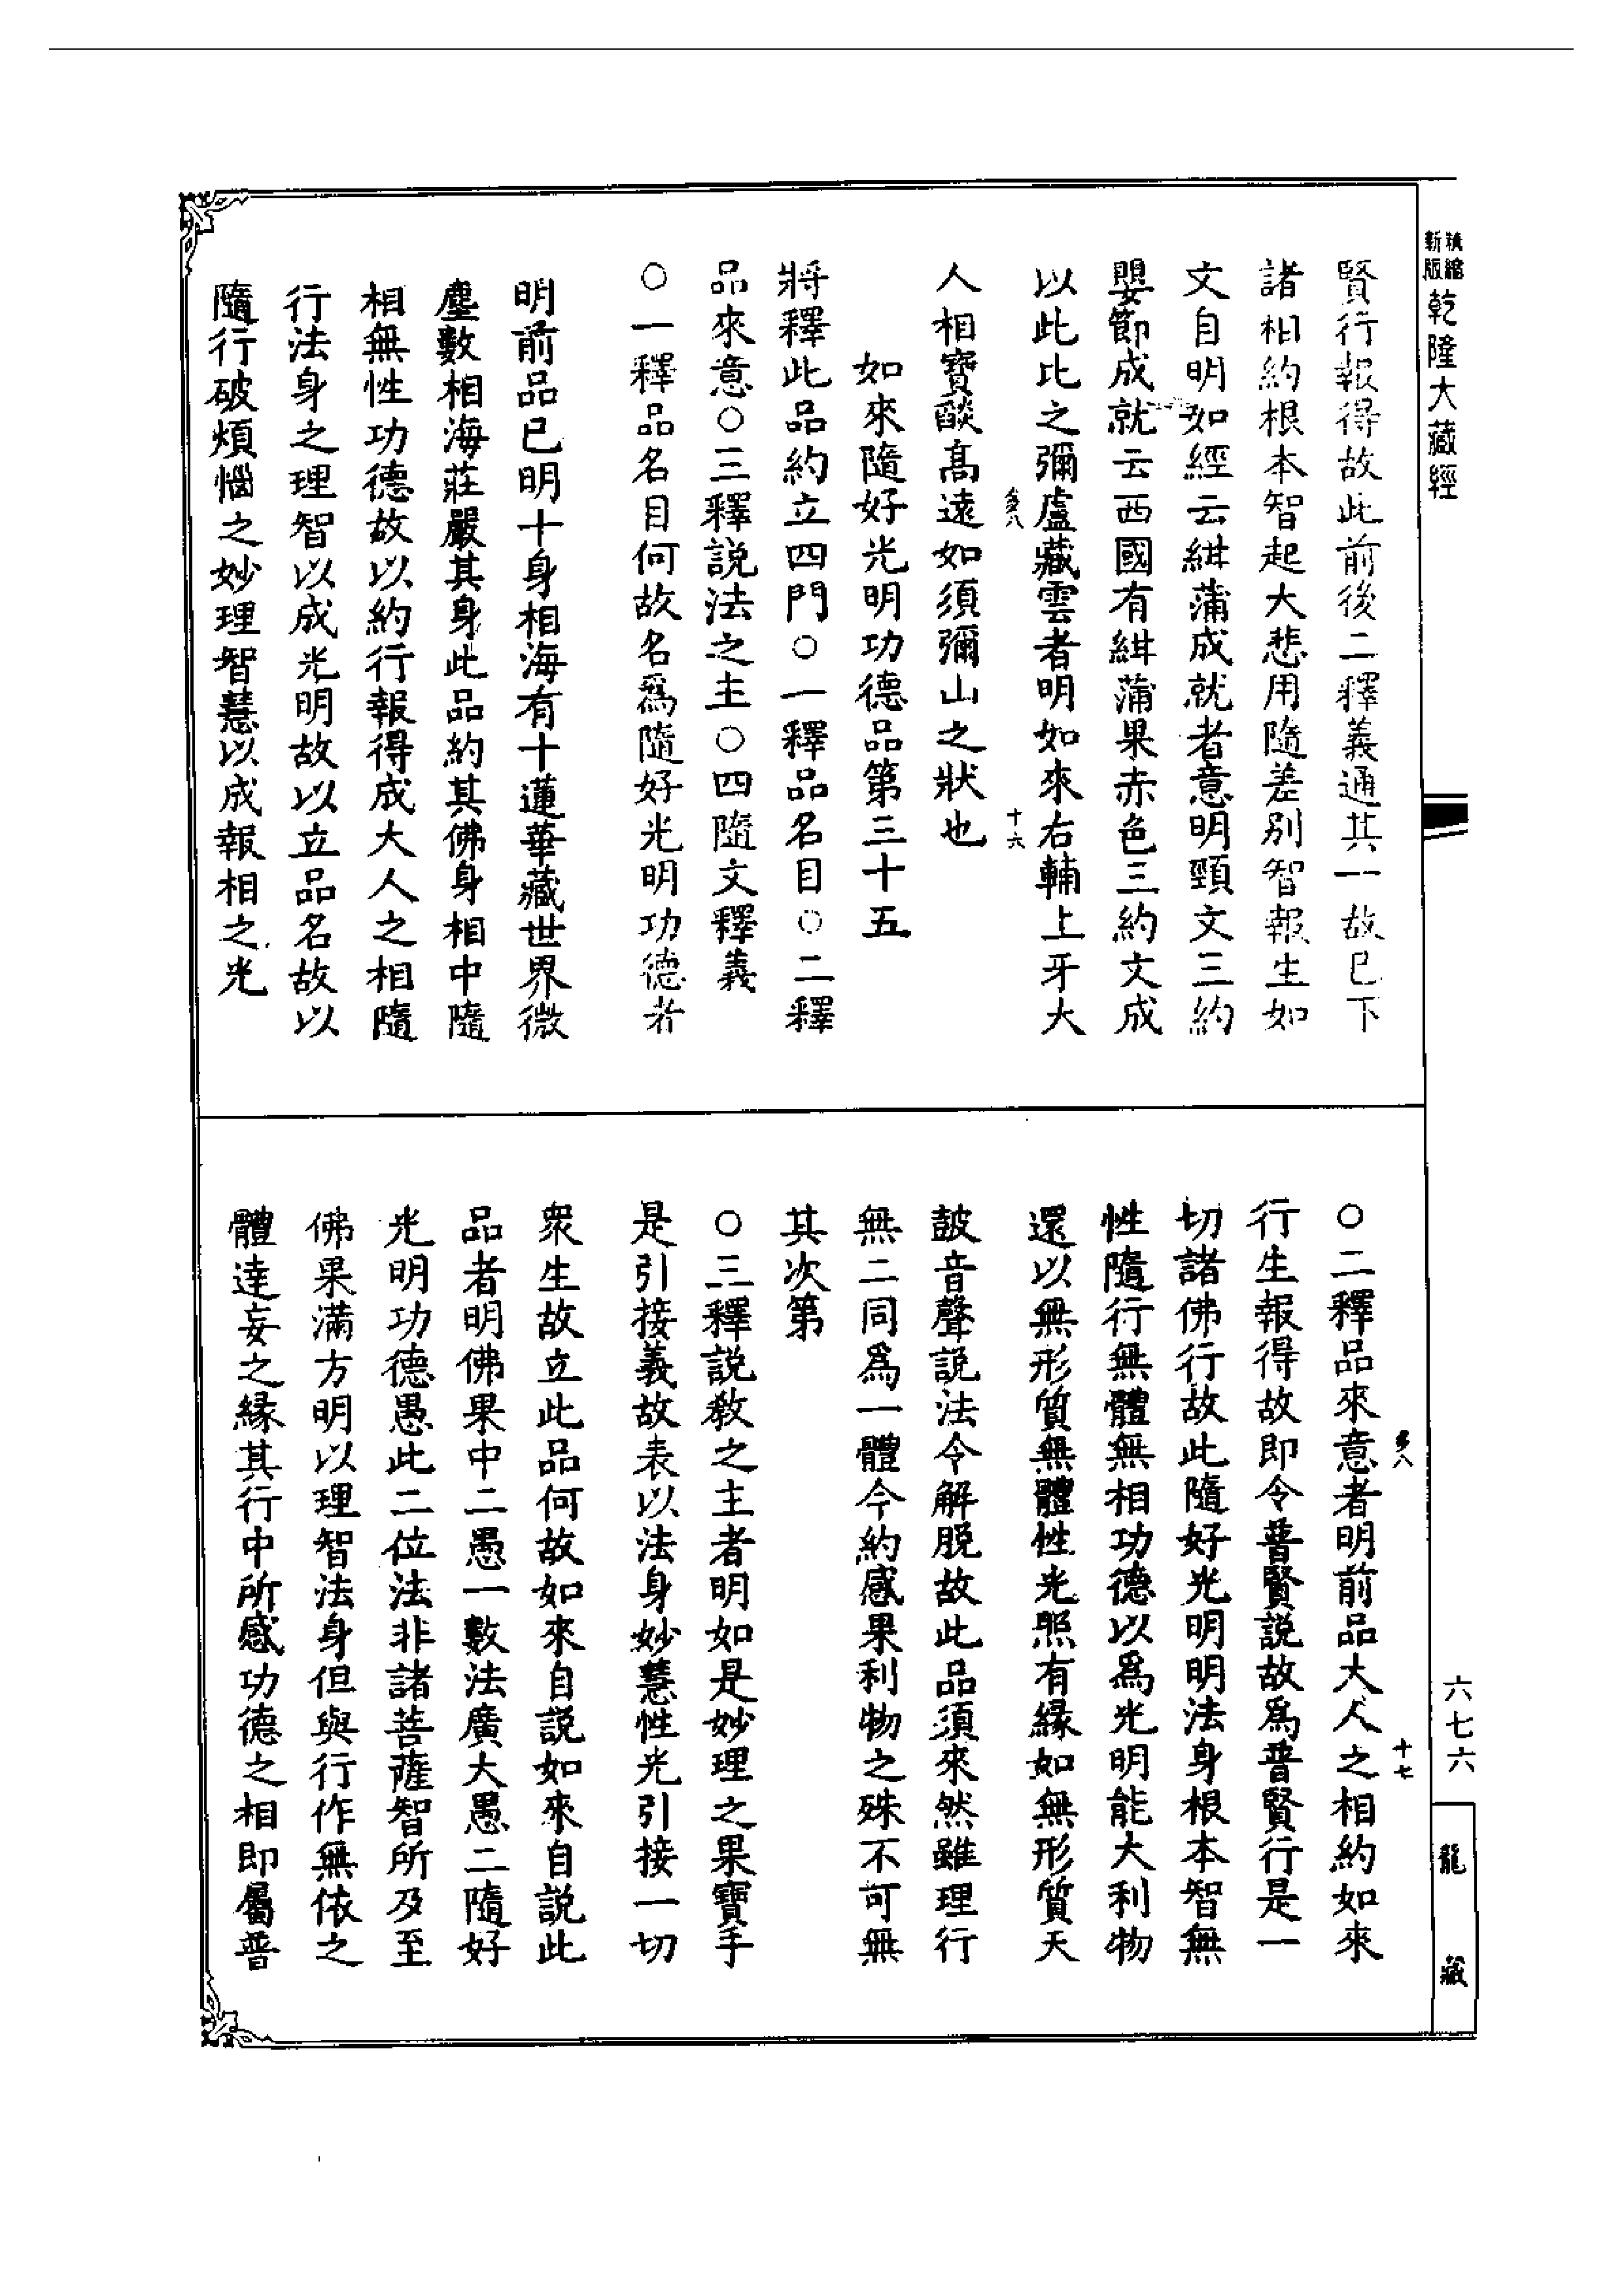 精縮
新版
乾隆大藏經
賢行報得故此前後二釋義通其一故已下
諸相約根本智起大悲用隨差別智報生如
文自明如經云紺蒲成就者意明頸文三約
嬰節成就云西國有紺蒲果赤色三約文成
以此比之彌盧藏雲者明如來右輔上牙大
多八
十六
人相寶燄高遠如須彌山之狀也
如來隨好光明功德品第三十五
將釋此品約立四門○一釋品名目○二釋
品來意○三釋說法之主○四隨文釋義
○一釋品名目何故名爲隨好光明功德者
明前品已明十身相海有十蓮華藏世界微
塵數相海莊嚴其身此品約其佛身相中隨
相無性功德故以約行報得成大人之相隨
行法身之理智以成光明故以立品名故以
隨行破煩惱之妙理智慧以成報相之光
多八
十七
○二釋品來意者明前品大人之相約如來
行生報得故即令普賢說故爲普賢行是一
切諸佛行故此隨好光明明法身根本智無
性隨行無體無相功德以爲光明能大利物
還以無形質無體性光照有緣如無形質天
皷音聲說法令解脫故此品須來然雖理行
無二同爲一體今約感果利物之殊不可無
其次第
○三釋說教之主者明如是妙理之果寶手
是引接義故表以法身妙慧性光引接一切
衆生故立此品何故如來自說如來自說此
品者明佛果中二愚一數法廣大愚二隨好
光明功德愚此二位法非諸菩薩智所及至
佛果滿方明以理智法身但與行作無依之
體達妄之緣其行中所感功德之相即屬普
六七六
龍藏